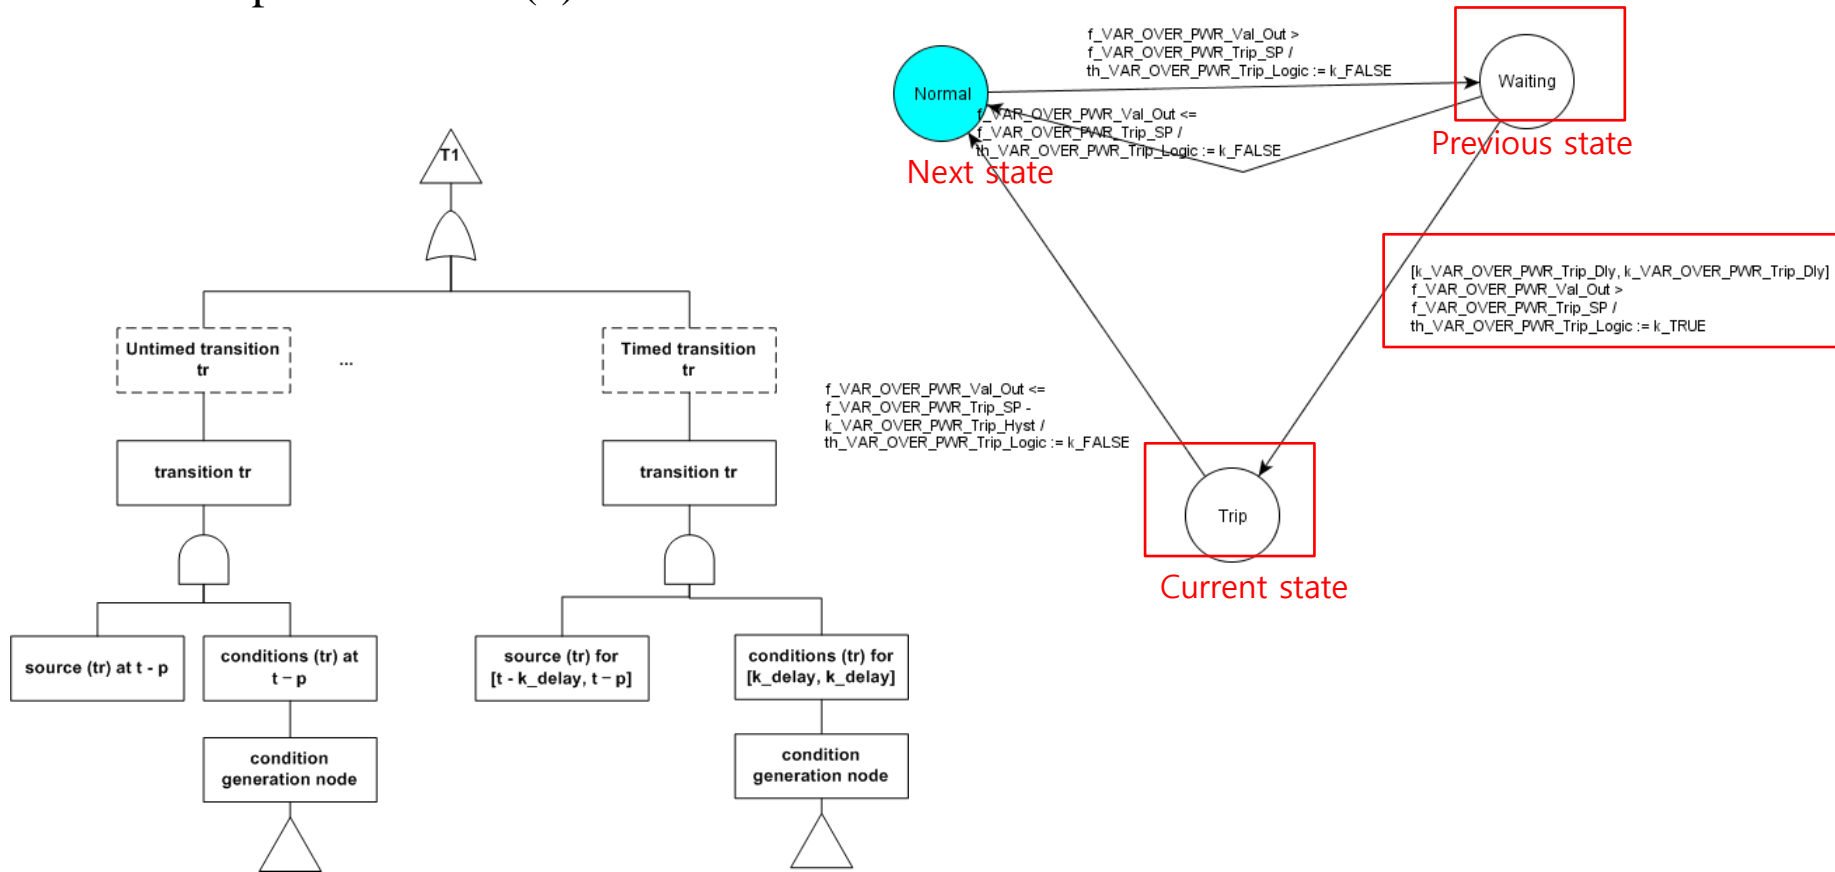 T1
Untimed transition
tr
...
Timed transition
tr
transition tr
transition tr
source (tr) at t - p
conditions (tr) at
t – p
source (tr) for
[t - k_delay, t – p]
conditions (tr) for
[k_delay, k_delay]
condition
generation node
condition
generation node
f_VAR_OVER_PWR_Val_Out >
f_VAR_OVER_PWR_Trip_SP /
th_VAR_OVER_PWR_Trip_Logic := k_FALSE
Normal
Waiting
f_VAR_OVER_PWR_Val_Out <=
f_VAR_OVER_PWR_Trip_SP /
th_VAR_OVER_PWR_Trip_Logic := k_FALSE
Previous state
Next state
[k_VAR_OVER_PWR_Trip_Dly, k_VAR_OVER_PWR_Trip_Dly]
f_VAR_OVER_PWR_Val_Out >
f_VAR_OVER_PWR_Trip_SP /
th_VAR_OVER_PWR_Trip_Logic := k_TRUE
f_VAR_OVER_PWR_Val_Out <=
f_VAR_OVER_PWR_Trip_SP -
k_VAR_OVER_PWR_Trip_Hyst /
th_VAR_OVER_PWR_Trip_Logic := k_FALSE
Trip
Current state